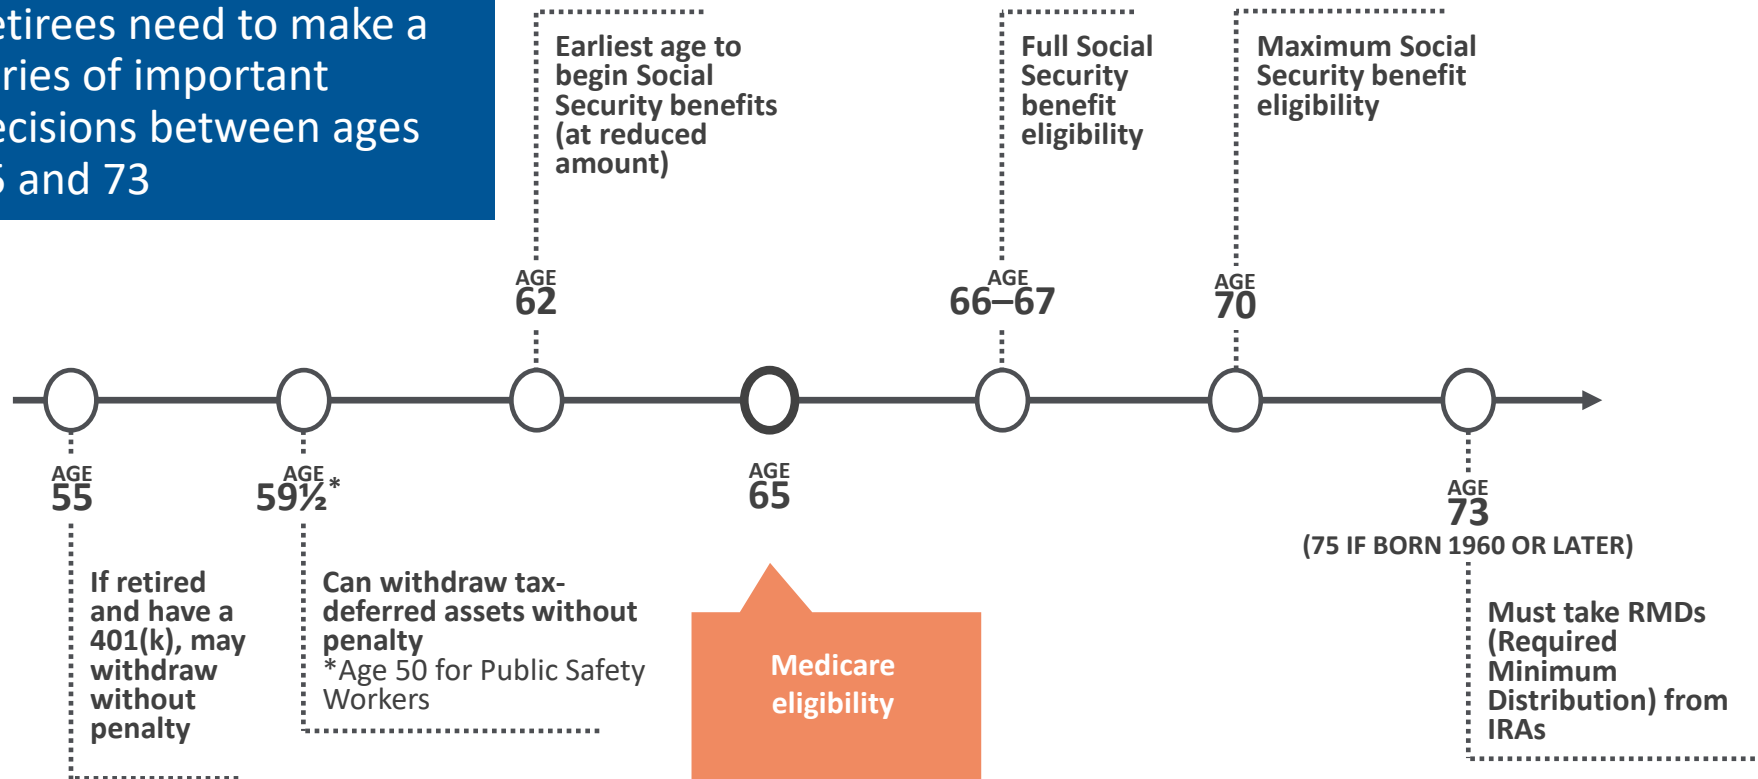 need to make a
of important
between ages
and 73
Earliest age to
begin Social
Security benefits
(at reduced
amount)
Full Social
Security
benefit
eligibility
Maximum Social
Security benefit
eligibility
AGE
62
AGE
66–67
AGE
70
AGE
55
AGE
59½*
AGE
65
AGE
73
(75 IF BORN 1960 OR LATER)
If retired
and have a
401(k), may
withdraw
without
penalty
Can withdraw tax-
deferred assets without
penalty
*Age 50 for Public Safety
Workers
Medicare
eligibility
Must take RMDs
(Required
Minimum
Distribution) from
IRAs